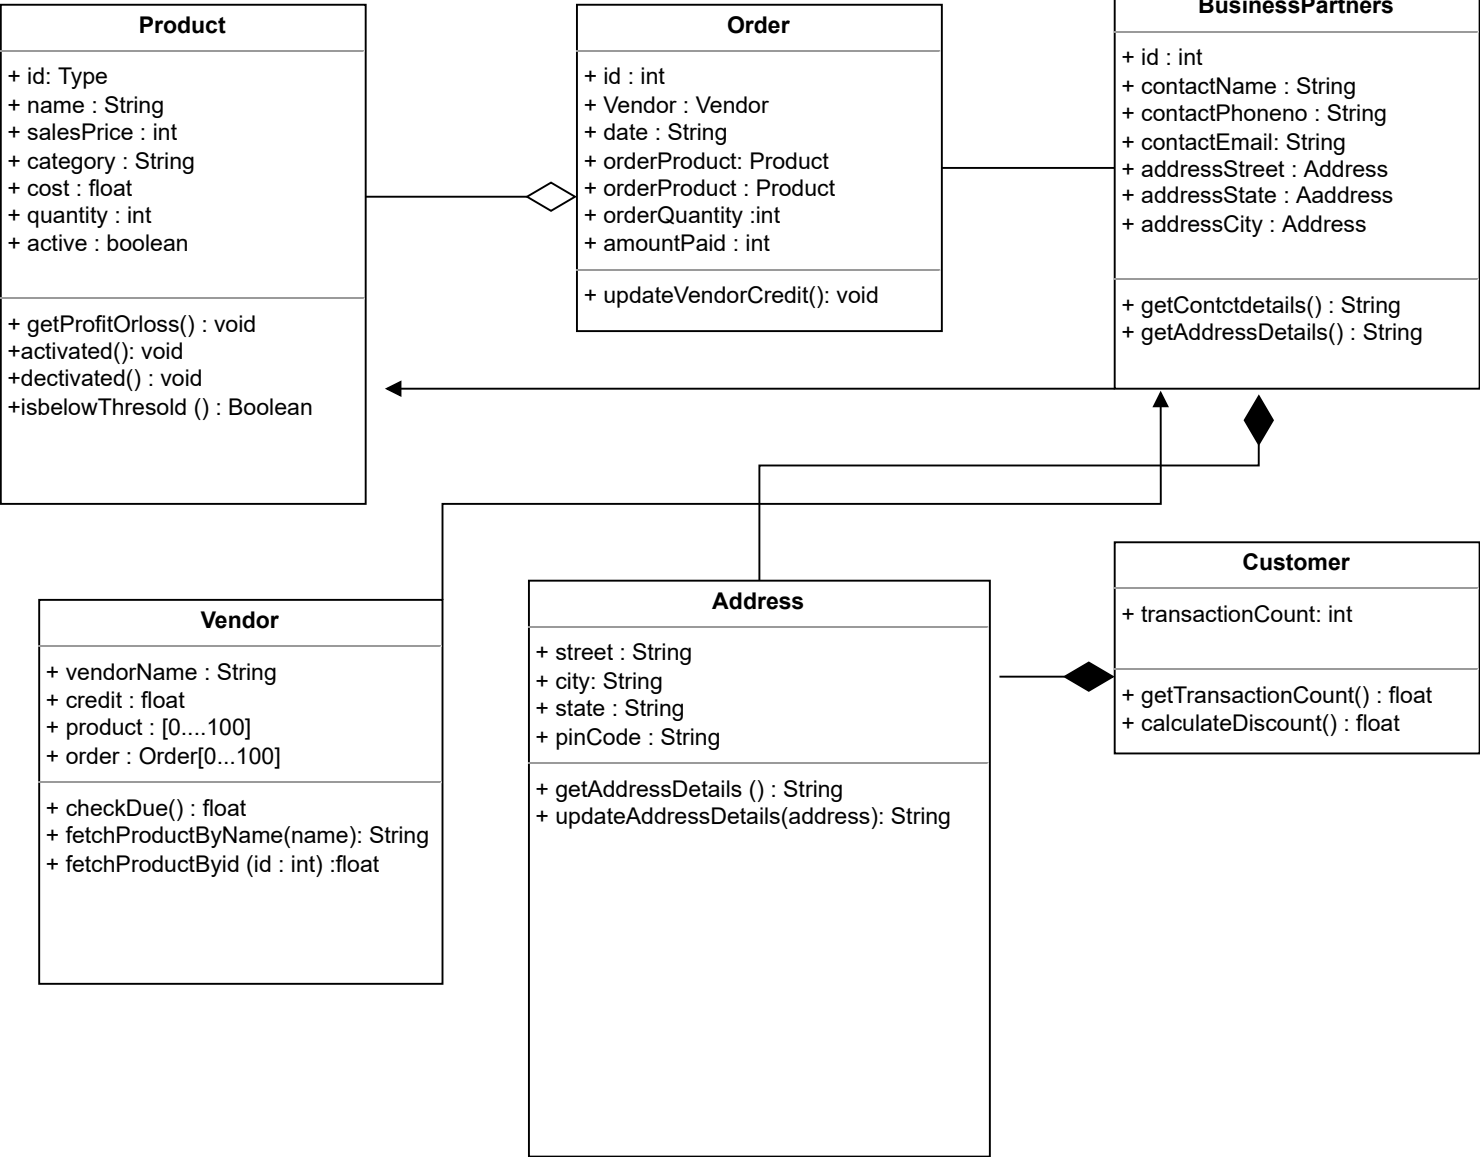 Product
+ id: Type
+ name : String
+ salesPrice : int
+ category : String
+ cost : float
+ quantity : int
+ active : boolean
+ getProfitOrloss() : void
+activated(): void
+dectivated() : void
+isbelowThresold () : Boolean
Order
+ id : int
+ Vendor : Vendor
+ date : String
+ orderProduct: Product
+ orderProduct : Product
+ orderQuantity :int
+ amountPaid : int
+ updateVendorCredit(): void
BusinessPartners
+ id : int
+ contactName : String
+ contactPhoneno : String
+ contactEmail: String
+ addressStreet : Address
+ addressState : Aaddress
+ addressCity : Address
+ getContctdetails() : String
+ getAddressDetails() : String
Vendor
+ vendorName : String
+ credit : float
+ product : [0....100]
+ order : Order[0...100]
+ checkDue() : float
+ fetchProductByName(name): String
+ fetchProductByid (id : int) :float
Address
+ street : String
+ city: String
+ state : String
+ pinCode : String
+ getAddressDetails () : String
+ updateAddressDetails(address): String
Customer
+ transactionCount: int
+ getTransactionCount() : float
+ calculateDiscount() : float